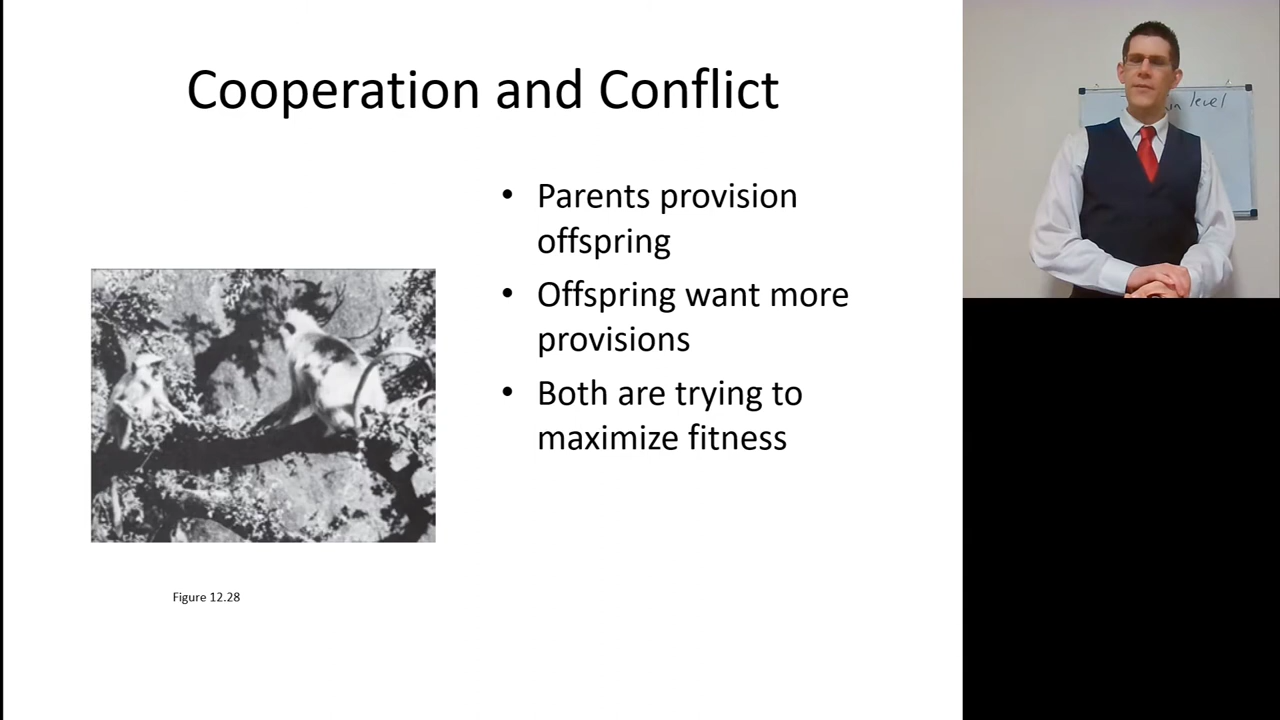 Cooperation and Conflict
• Parents provision
offspring
• Offspring want more
provisions
• Both are trying to
maximize fitness
Figure 12.28
level